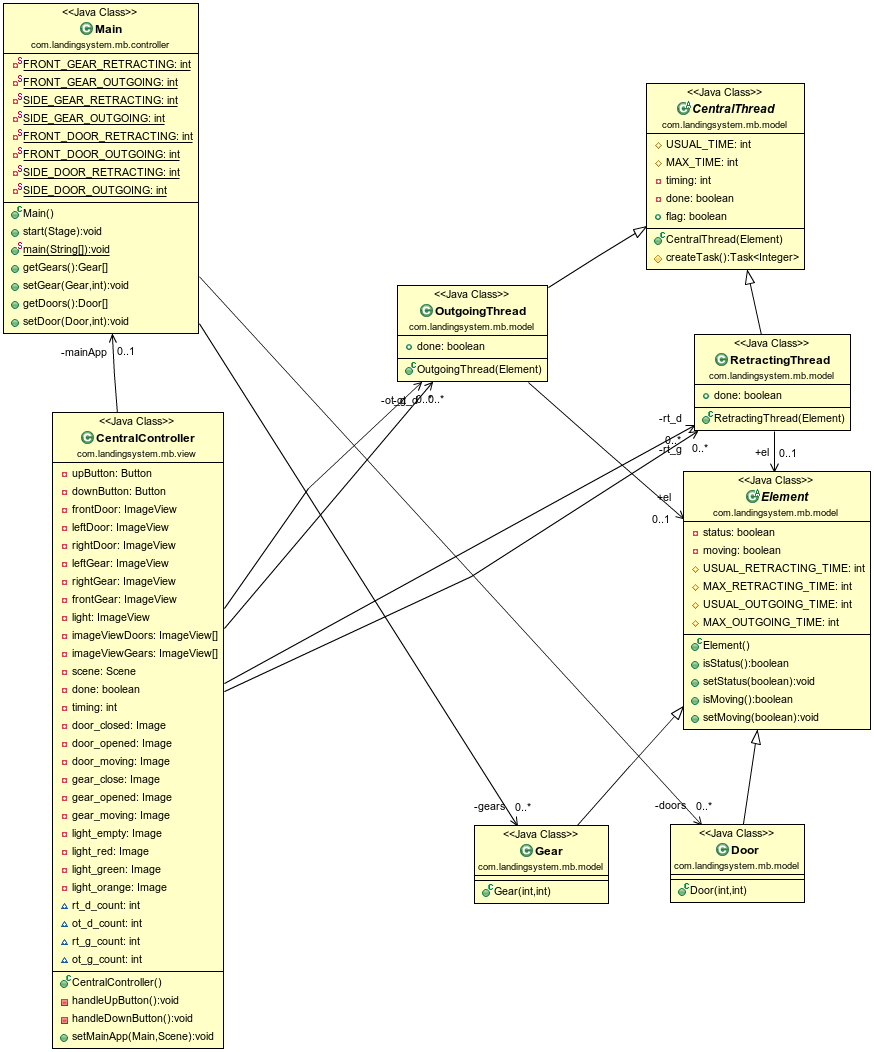 <<Java Class>>
Main
com.landingsystem.mb.controller
FRONT_GEAR_RETRACTING: int
FRONT_GEAR_OUTGOING: int
SIDE_GEAR_RETRACTING: int
SIDE_GEAR_OUTGOING: int
FRONT_DOOR_RETRACTING: int
FRONT_DOOR_OUTGOING: int
SIDE_DOOR_RETRACTING: int
SIDE_DOOR_OUTGOING: int
Main()
start(Stage):void
main(String[]):void
getGears():Gear[]
setGear(Gear,int):void
getDoors():Door[]
setDoor(Door,int):void
-mainApp 0..1
<<Java Class>>
CentralThread
com.landingsystem.mb.model
USUAL_TIME: int
MAX_TIME: int
timing: int
done: boolean
flag: boolean
CentralThread(Element)
createTask():Task<Integer>
<<Java Class>>
OutgoingThread
com.landingsystem.mb.model
done: boolean
OutgoingThread(Element)
<<Java Class>>
RetractingThread
com.landingsystem.mb.model
done: boolean
RetractingThread(Element)
-rt_d
0..*
-rt_g 0..*
+el 0..1
+el
0..1
<<Java Class>>
CentralController
com.landingsystem.mb.view
upButton: Button
downButton: Button
frontDoor: ImageView
leftDoor: ImageView
rightDoor: ImageView
leftGear: ImageView
rightGear: ImageView
frontGear: ImageView
light: ImageView
imageViewDoors: ImageView[]
imageViewGears: ImageView[]
scene: Scene
done: boolean
timing: int
door_closed: Image
door_opened: Image
door_moving: Image
gear_close: Image
gear_opened: Image
gear_moving: Image
light_empty: Image
light_red: Image
light_green: Image
light_orange: Image
rt_d_count: int
ot_d_count: int
rt_g_count: int
ot_g_count: int
CentralController()
handleUpButton():void
handleDownButton():void
setMainApp(Main,Scene):void
<<Java Class>>
Element
com.landingsystem.mb.model
status: boolean
moving: boolean
USUAL_RETRACTING_TIME: int
MAX_RETRACTING_TIME: int
USUAL_OUTGOING_TIME: int
MAX_OUTGOING_TIME: int
Element()
isStatus():boolean
setStatus(boolean):void
isMoving():boolean
setMoving(boolean):void
-gears 0..*
-doors 0..*
<<Java Class>>
Gear
com.landingsystem.mb.model
Gear(int,int)
<<Java Class>>
Door
com.landingsystem.mb.model
Door(int,int)